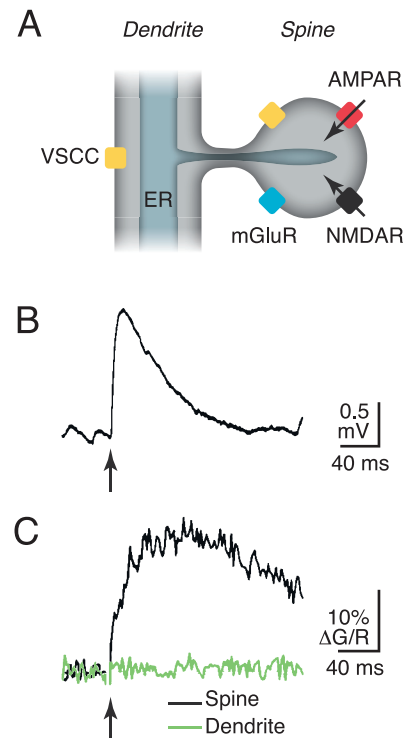 A
Dendrite
Spine
AMPAR
VSCC
ER
mGluR
NMDAR
B
0.5
mV
40 ms
C
10%
ΔG/R
40 ms
Spine
Dendrite